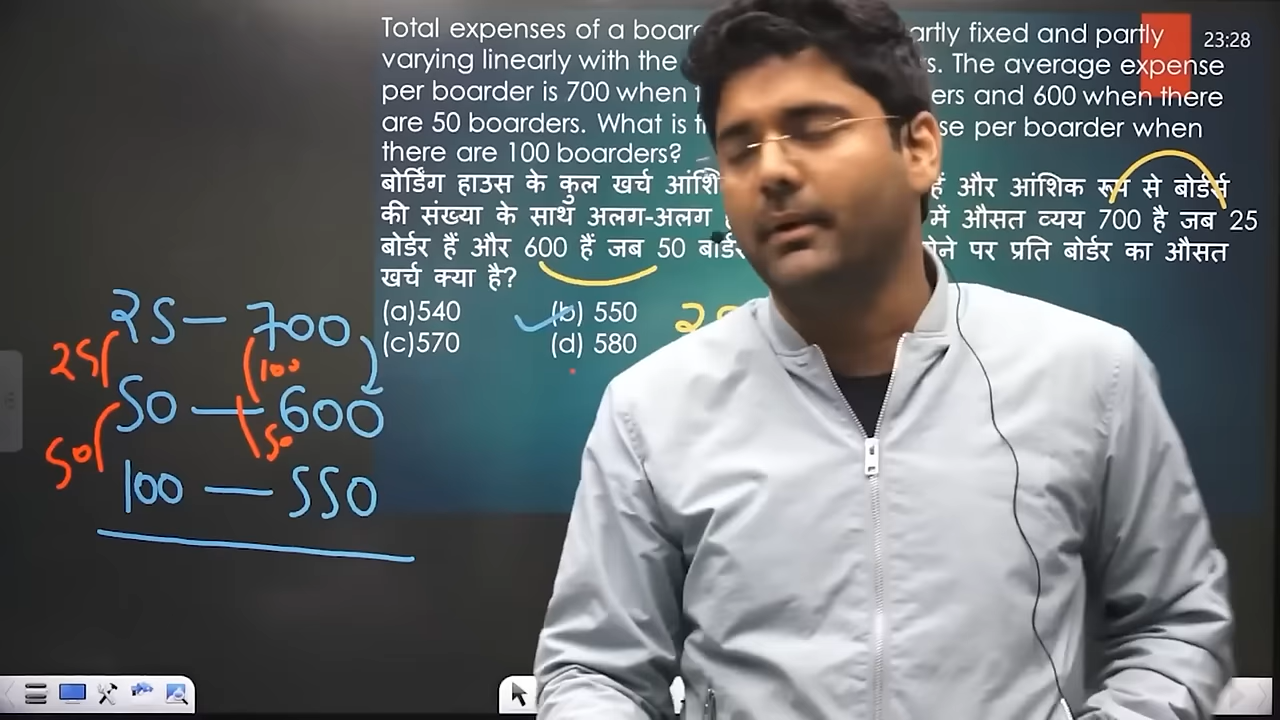 Total expenses of a boar artly fixed and partly
varying linearly with the s. The average expense
per boarder is 700 when ers and 600 when there
are 50 boarders. What is t se per boarder when
there are 100 boarders?
बोर्डिंग हाउस के कुल खर्च आंशि हैं और आंशिक रूप से बोर्डर्स
की संख्या के साथ अलग-अलग में औसत व्यय 700 है जब 25
बोर्डर हैं और 600 हैं जब 50 बोर्ड ोने पर प्रति बोर्डर का औसत
खर्च क्या है?
(a)540 (b) 550
(c)570 (d) 580
23:28
25 — 700
25 100
50 — 600
50 50
100 — 550